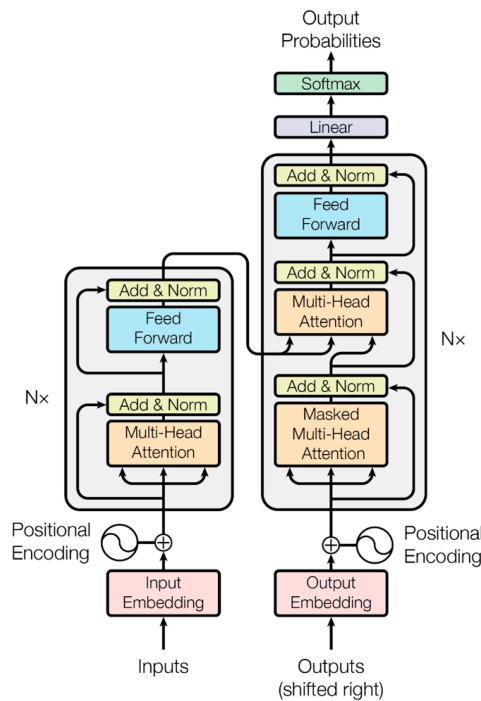 Output
Probabilities
Softmax
Linear
Add & Norm
Feed
Forward
Add & Norm
Multi-Head
Attention
Add & Norm
Masked
Multi-Head
Attention
Nx
Add & Norm
Feed
Forward
Add & Norm
Multi-Head
Attention
Nx
Positional
Encoding
Positional
Encoding
Input
Embedding
Output
Embedding
Inputs
Outputs
(shifted right)